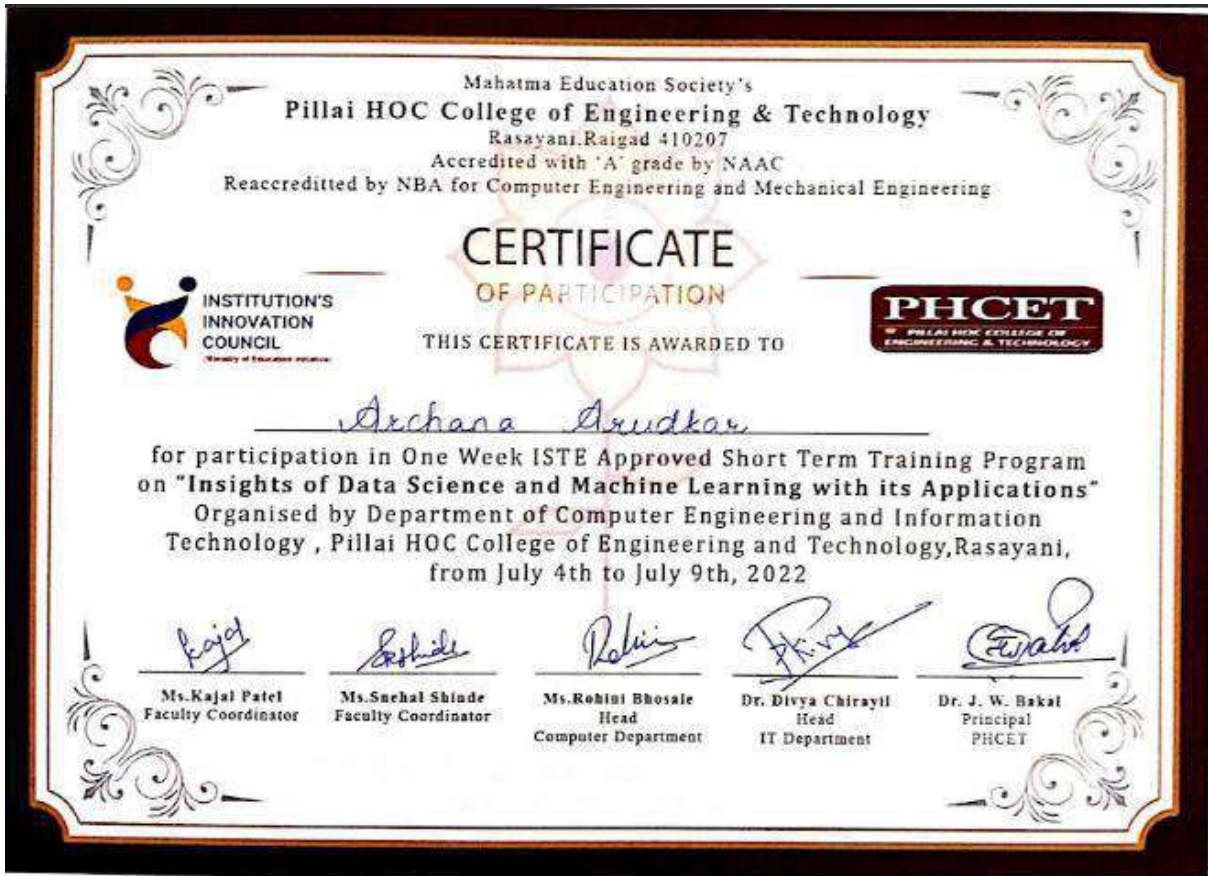 Mahatma Education Society's
Pillai HOC College of Engineering & Technology
Rasayani.Raigad 410207
Accredited with 'A' grade by NAAC
Reaccreditted by NBA for Computer Engineering and Mechanical Engineering
CERTIFICATE
OF PARTICIPATION
INSTITUTION'S
INNOVATION
COUNCIL
(Ministry of Education Initiative)
PHCET
PILLAI HOC COLLEGE OF
ENGINEERING & TECHNOLOGY
THIS CERTIFICATE IS AWARDED TO
Archana Arudkar
for participation in One Week ISTE Approved Short Term Training Program
on "Insights of Data Science and Machine Learning with its Applications"
Organised by Department of Computer Engineering and Information
Technology , Pillai HOC College of Engineering and Technology,Rasayani,
from July 4th to July 9th, 2022
Kajal
Ms.Kajal Patel
Faculty Coordinator
Ms.Snehal Shinde
Faculty Coordinator
Ms.Rohini Bhosale
Head
Computer Department
Dr. Divya Chirayil
Head
IT Department
Dr. J. W. Bakal
Principal
PHCET